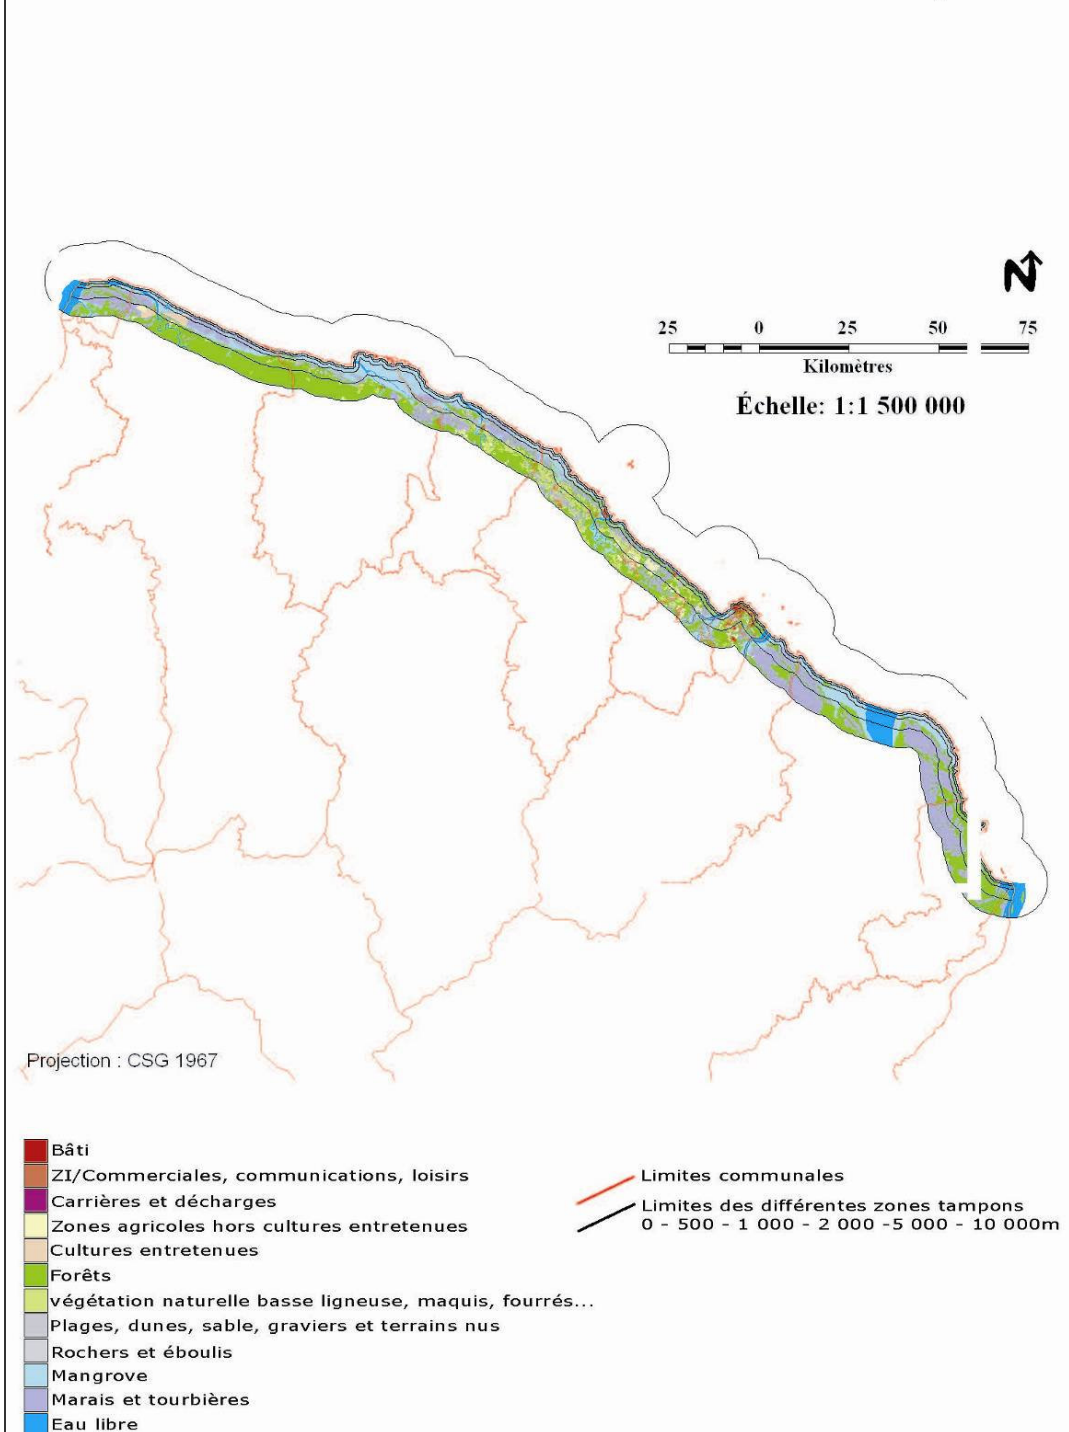 N
25 0 25 50 75
Kilomètres
Échelle: 1:1 500 000
Projection : CSG 1967
Bâti
ZI/Commerciales, communications, loisirs
Carrières et décharges
Zones agricoles hors cultures entretenues
Cultures entretenues
Forêts
végétation naturelle basse ligneuse, maquis, fourrés...
Plages, dunes, sable, graviers et terrains nus
Rochers et éboulis
Mangrove
Marais et tourbières
Eau libre
Limites communales
Limites des différentes zones tampons
0 - 500 - 1 000 - 2 000 -5 000 - 10 000m